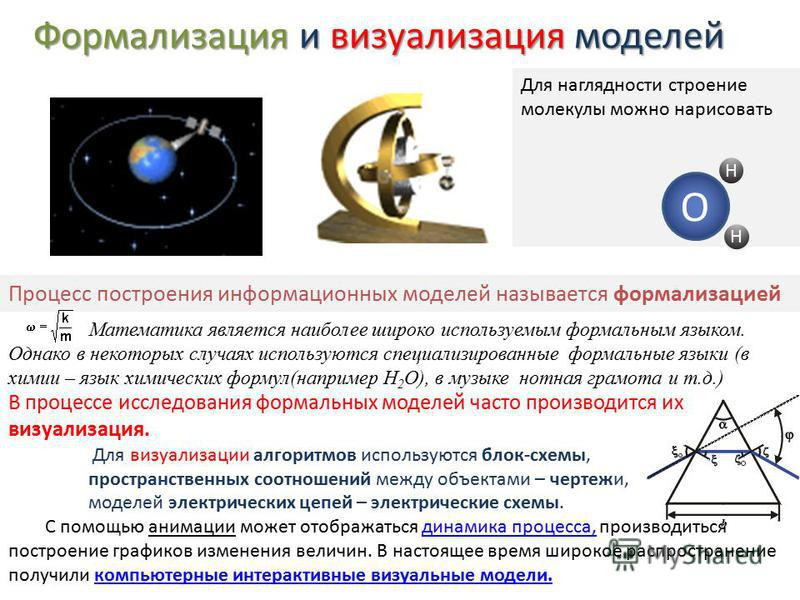 Формализация и визуализация моделей
Для наглядности строение
молекулы можно нарисовать
H
O
H
Процесс построения информационных моделей называется формализацией
ω = √k/m
Математика является наиболее широко используемым формальным языком.
Однако в некоторых случаях используются специализированные формальные языки (в
химии – язык химических формул(например H₂O), в музыке нотная грамота и т.д.)
В процессе исследования формальных моделей часто производится их
визуализация.
α
φ
ξ₀ ξ ζ₀ ζ
Для визуализации алгоритмов используются блок-схемы,
пространственных соотношений между объектами – чертежи,
моделей электрических цепей – электрические схемы.
С помощью анимации может отображаться динамика процесса, производиться
построение графиков изменения величин. В настоящее время широкое распространение
получили компьютерные интерактивные визуальные модели.
MyShared